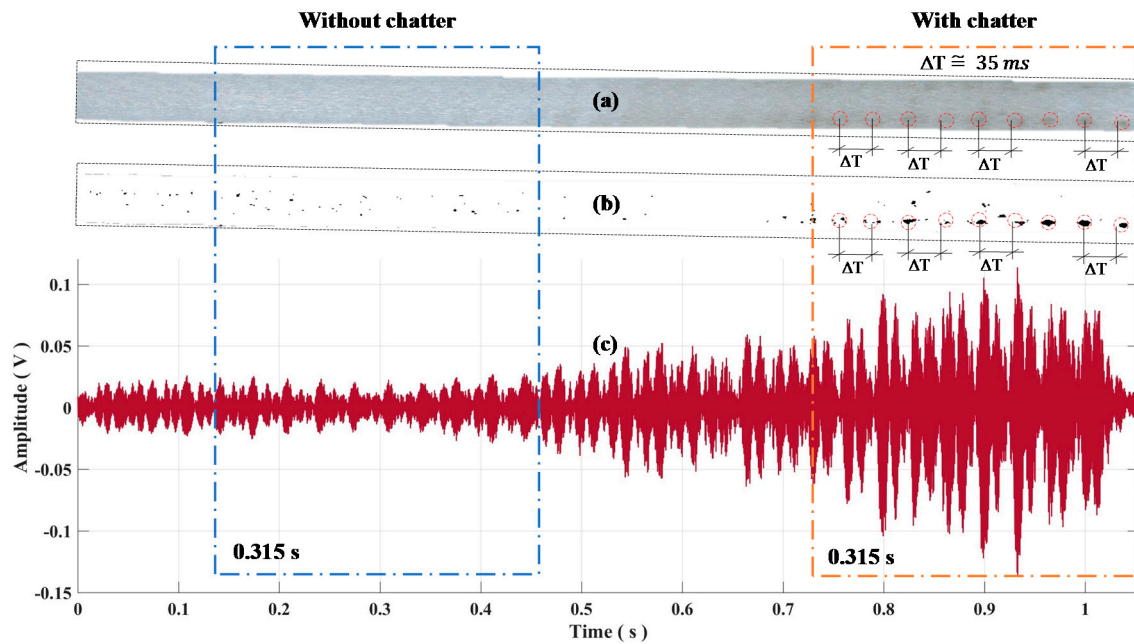 Without chatter
With chatter
ΔT ≅ 35 ms
(a)
ΔT ΔT ΔT ΔT
(b)
ΔT ΔT ΔT ΔT
(c)
0.1
0.05
0
-0.05
-0.1
-0.15
Amplitude ( V )
0.315 s
0.315 s
0 0.1 0.2 0.3 0.4 0.5 0.6 0.7 0.8 0.9 1
Time ( s )